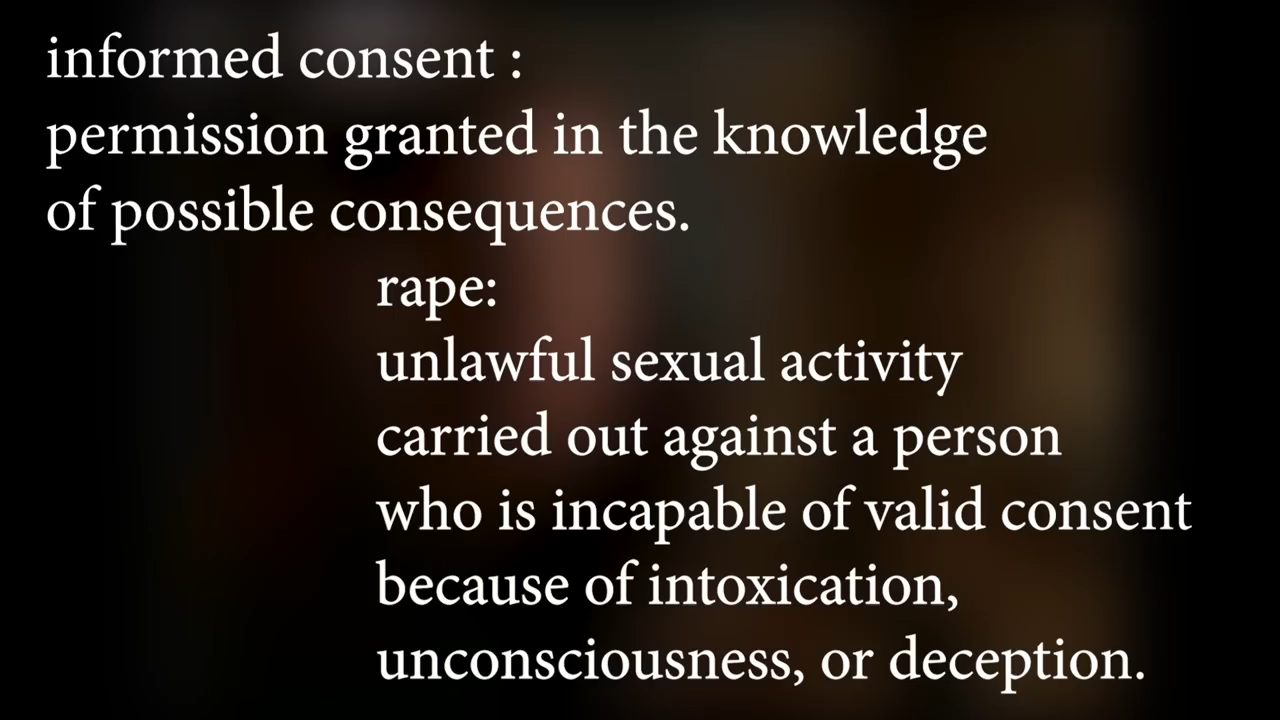 informed consent :
permission granted in the knowledge
of possible consequences.
rape:
unlawful sexual activity
carried out against a person
who is incapable of valid consent
because of intoxication,
unconsciousness, or deception.